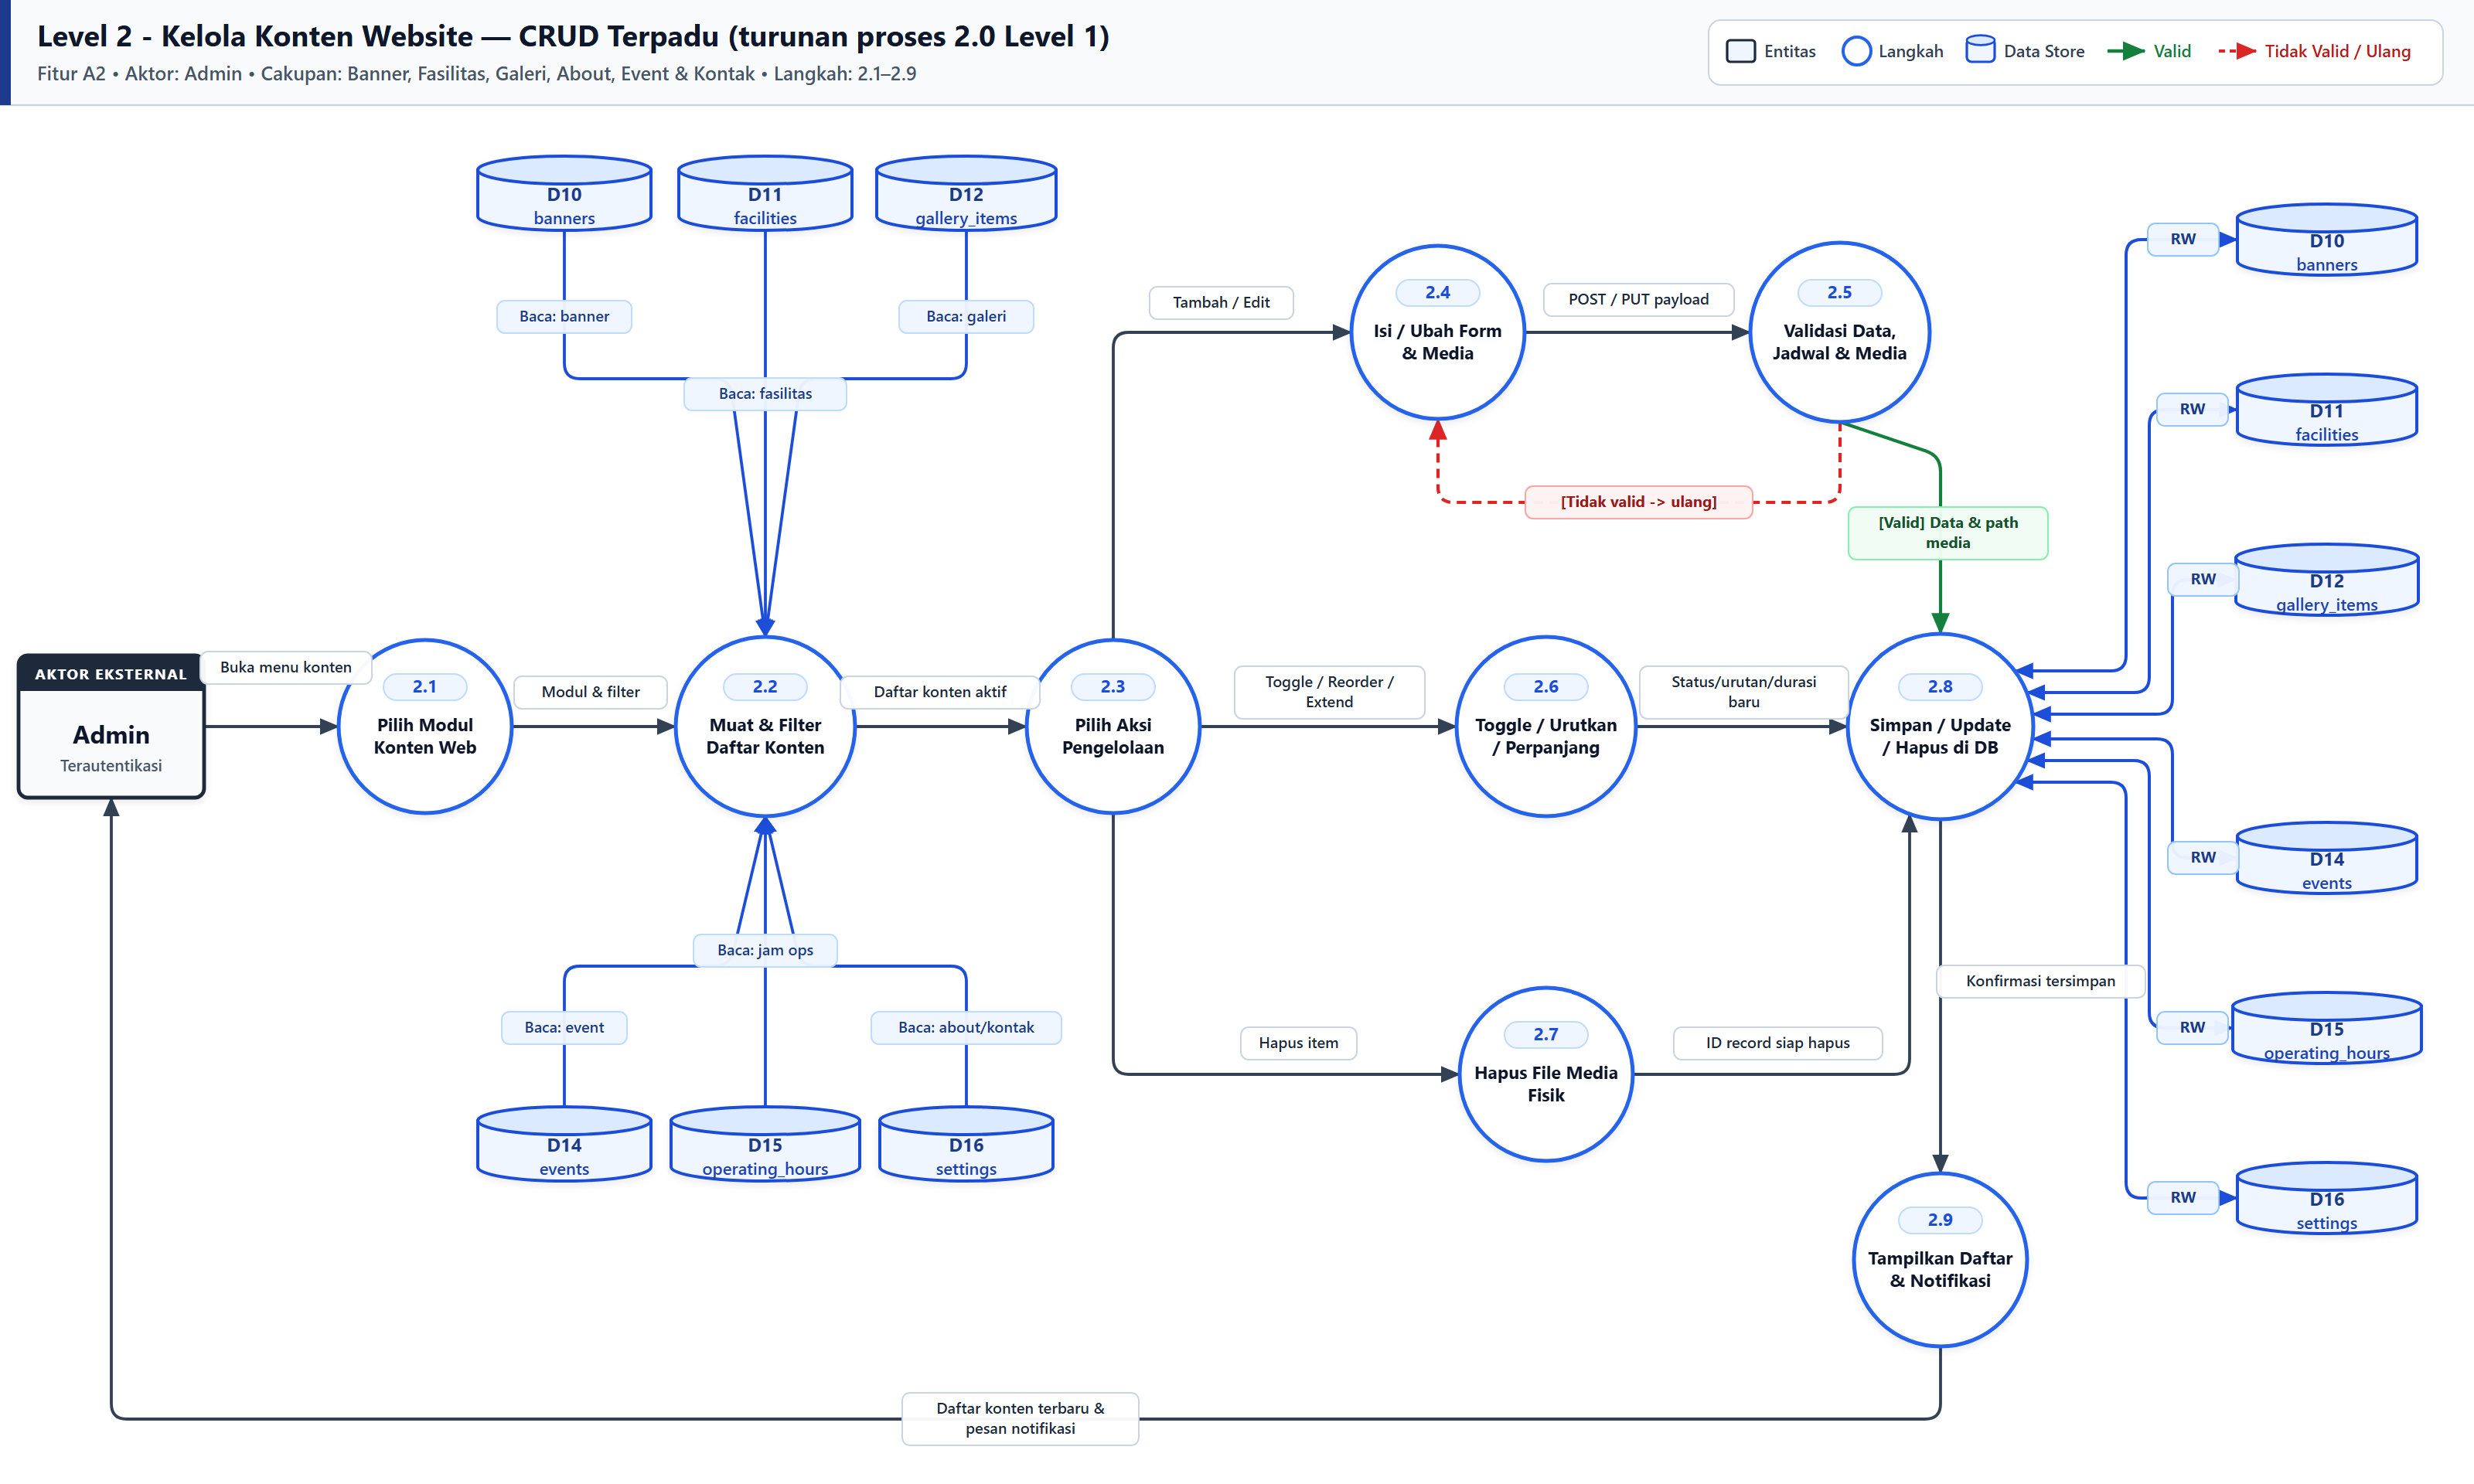 Level 2 - Kelola Konten Website — CRUD Terpadu (turunan proses 2.0 Level 1)
Fitur A2 • Aktor: Admin • Cakupan: Banner, Fasilitas, Galeri, About, Event & Kontak • Langkah: 2.1–2.9
Entitas
Langkah
Data Store
Valid
Tidak Valid / Ulang
D10
banners
D11
facilities
D12
gallery_items
Baca: banner
Baca: galeri
Baca: fasilitas
Tambah / Edit
2.4
Isi / Ubah Form
& Media
POST / PUT payload
2.5
Validasi Data,
Jadwal & Media
[Tidak valid -> ulang]
[Valid] Data & path
media
RW
D10
banners
RW
D11
facilities
RW
D12
gallery_items
AKTOR EKSTERNAL
Admin
Terautentikasi
Buka menu konten
2.1
Pilih Modul
Konten Web
Modul & filter
2.2
Muat & Filter
Daftar Konten
Daftar konten aktif
2.3
Pilih Aksi
Pengelolaan
Toggle / Reorder /
Extend
2.6
Toggle / Urutkan
/ Perpanjang
Status/urutan/durasi
baru
2.8
Simpan / Update
/ Hapus di DB
RW
D14
events
Baca: jam ops
Baca: event
Baca: about/kontak
D14
events
D15
operating_hours
D16
settings
Hapus item
2.7
Hapus File Media
Fisik
ID record siap hapus
Konfirmasi tersimpan
RW
D15
operating_hours
RW
D16
settings
2.9
Tampilkan Daftar
& Notifikasi
Daftar konten terbaru &
pesan notifikasi